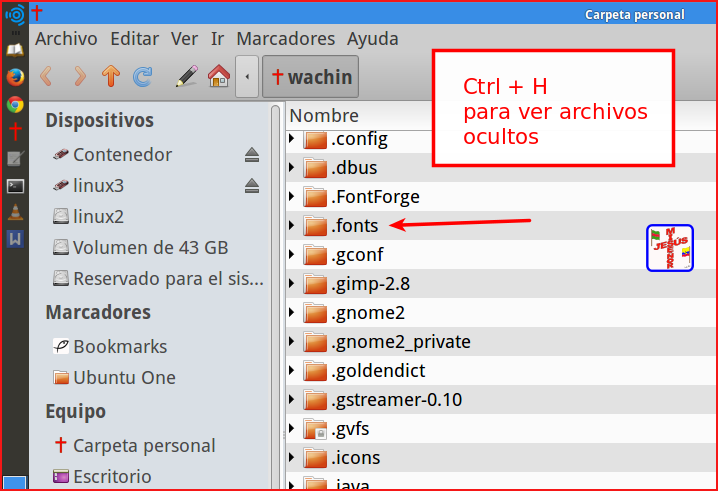 Carpeta personal
Archivo Editar Ver Ir Marcadores Ayuda
wachin
Ctrl + H
para ver archivos
ocultos
Dispositivos
Contenedor
linux3
linux2
Volumen de 43 GB
Reservado para el sis...
Marcadores
Bookmarks
Ubuntu One
Equipo
Carpeta personal
Escritorio
Nombre
.config
.dbus
.FontForge
.fonts
.gconf
.gimp-2.8
.gnome2
.gnome2_private
.goldendict
.gstreamer-0.10
.gvfs
.icons
.java
JESÚS